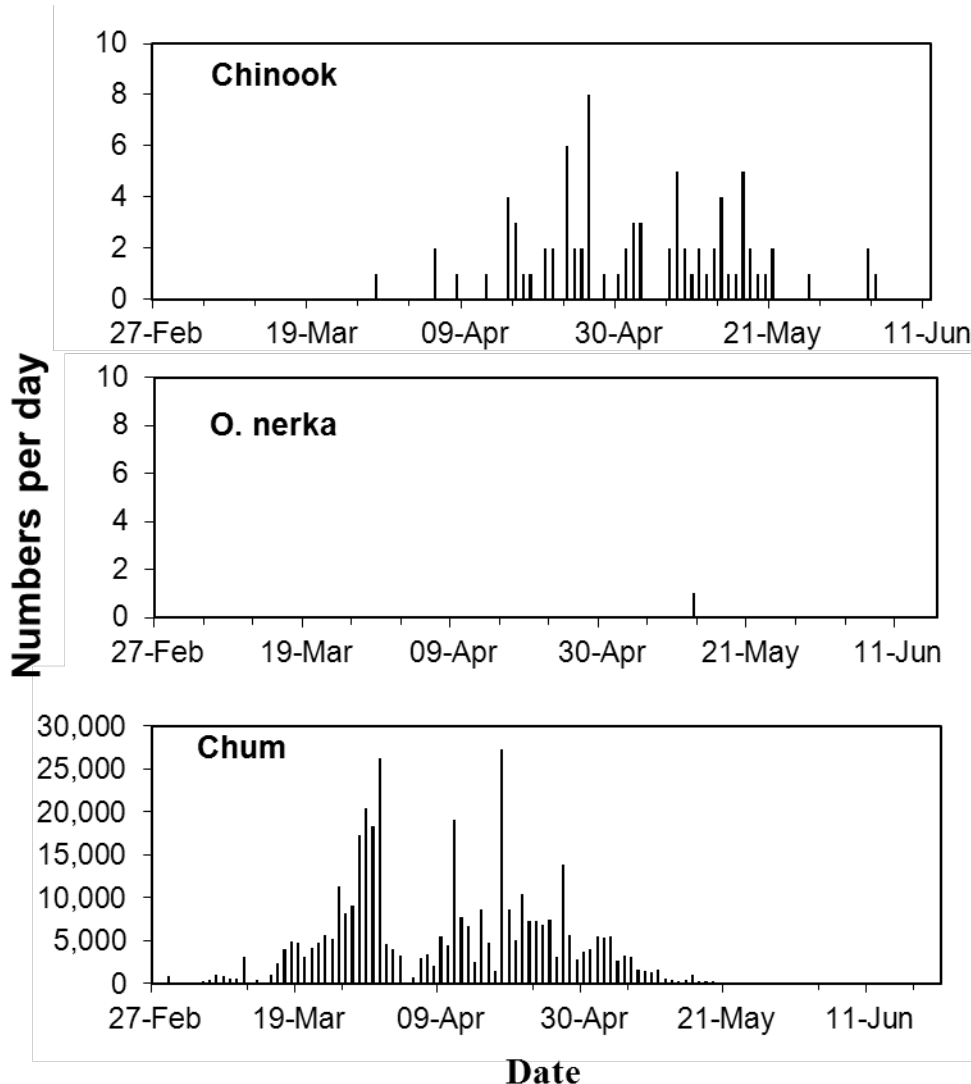 Numbers per day
Chinook
10
8
6
4
2
0
27-Feb 19-Mar 09-Apr 30-Apr 21-May 11-Jun
O. nerka
10
8
6
4
2
0
27-Feb 19-Mar 09-Apr 30-Apr 21-May 11-Jun
Chum
30,000
25,000
20,000
15,000
10,000
5,000
0
27-Feb 19-Mar 09-Apr 30-Apr 21-May 11-Jun
Date